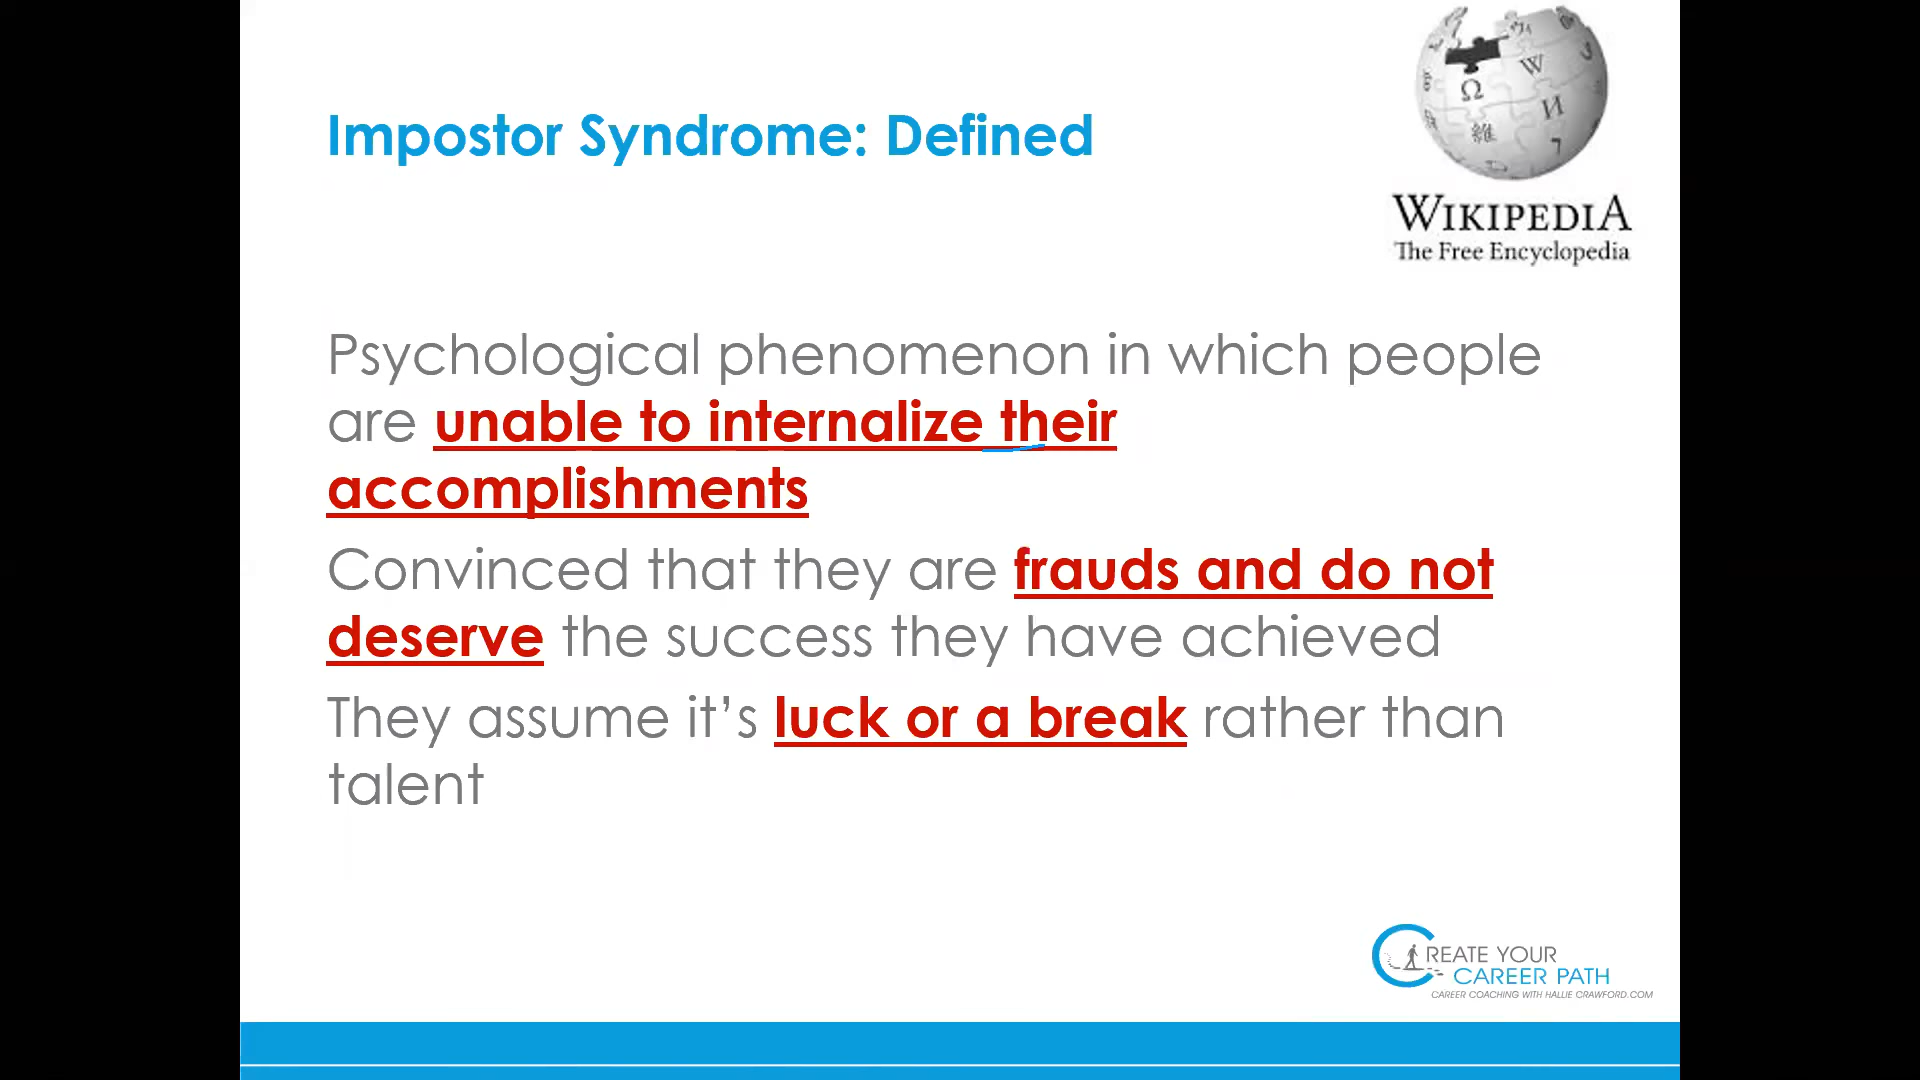 Impostor Syndrome: Defined
WIKIPEDIA
The Free Encyclopedia
Psychological phenomenon in which people
are unable to internalize their
accomplishments
Convinced that they are frauds and do not
deserve the success they have achieved
They assume it's luck or a break rather than
talent
CREATE YOUR
CAREER PATH
CAREER COACHING WITH HALLIE CRAWFORD.COM